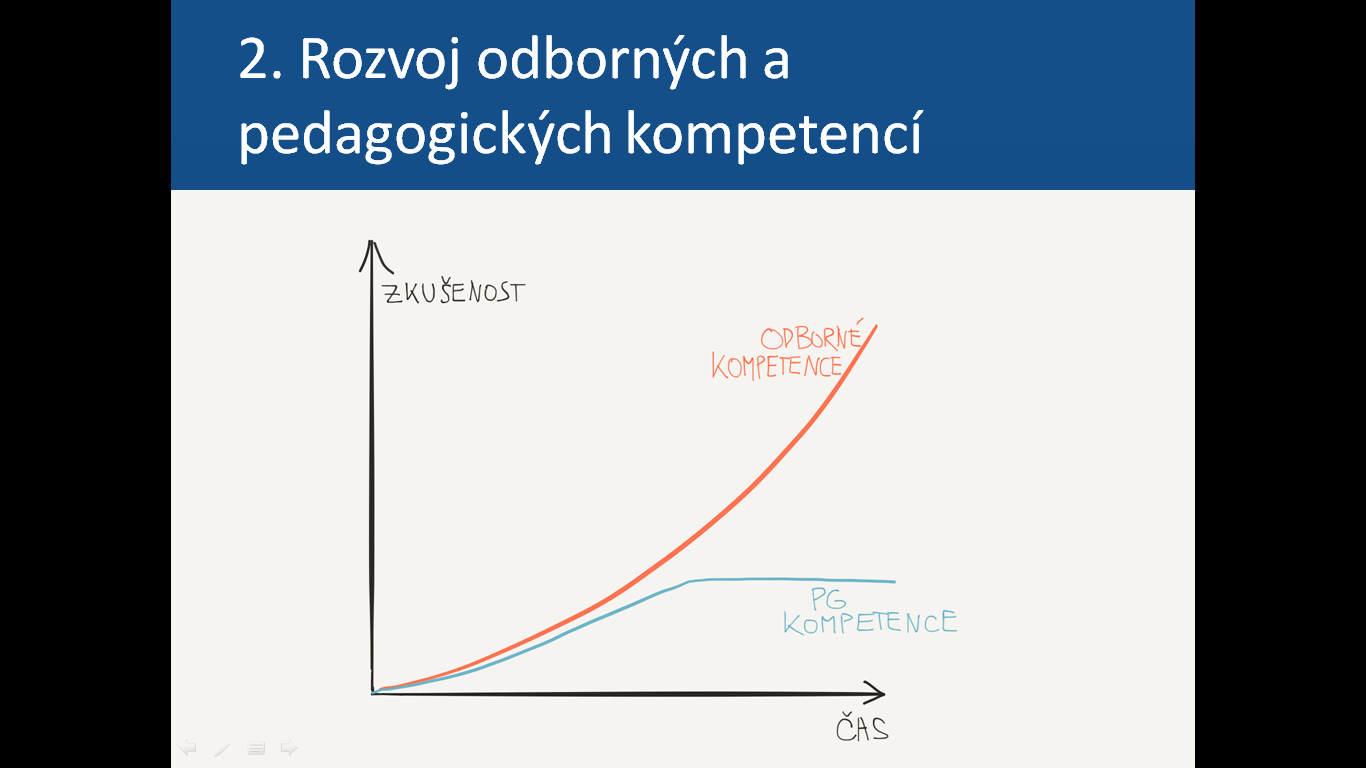 2. Rozvoj odborných a
pedagogických kompetencí
ZKUŠENOST
ODBORNÉ
KOMPETENCE
PG
KOMPETENCE
ČAS